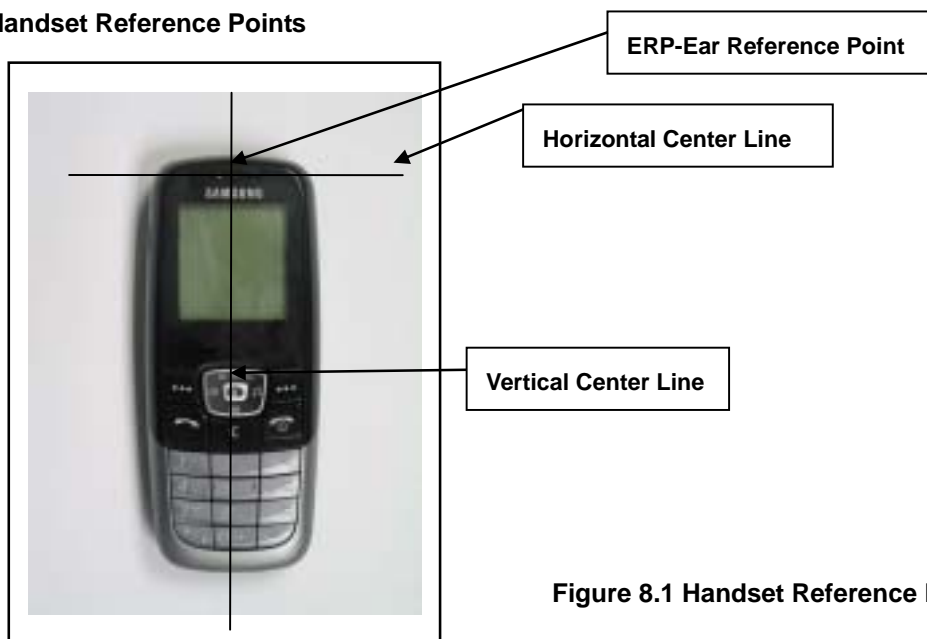 Handset Reference Points
ERP-Ear Reference Point
Horizontal Center Line
SAMSUNG
Vertical Center Line
Figure 8.1 Handset Reference